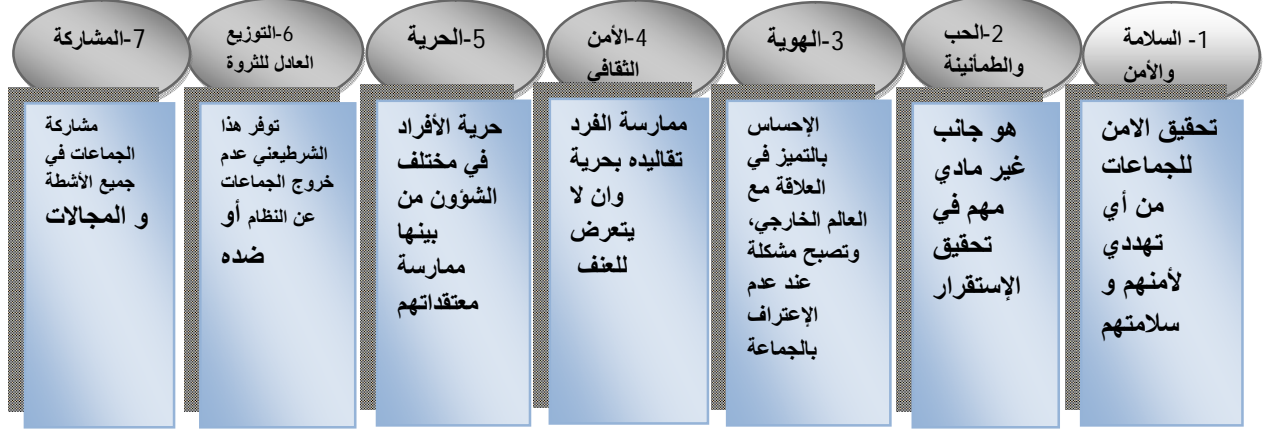 1- السلامة
والأمن
تحقيق الامن
للجماعات
من أي
تهددي
لأمنهم و
سلامتهم
2-الحب
والطمأنينة
هو جانب
غير مادي
مهم في
تحقيق
الإستقرار
3-الهوية
الإحساس
بالتميز في
العلاقة مع
العالم الخارجي،
وتصبح مشكلة
عند عدم
الإعتراف
بالجماعة
4-الأمن
الثقافي
ممارسة الفرد
تقاليده بحرية
وان لا
يتعرض
للعنف
5-الحرية
حرية الأفراد
في مختلف
الشؤون من
بينها
ممارسة
معتقداتهم
6-التوزيع
العادل للثروة
توفر هذا
الشرطيعني عدم
خروج الجماعات
عن النظام أو
ضده
7-المشاركة
مشاركة
الجماعات في
جميع الأشطة
و المجالات